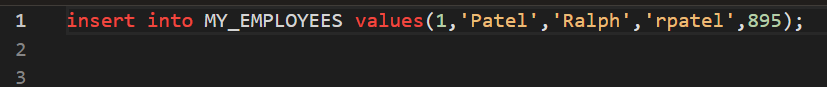 1 insert into MY_EMPLOYEES values(1,'Patel','Ralph','rpatel',895);
2
3